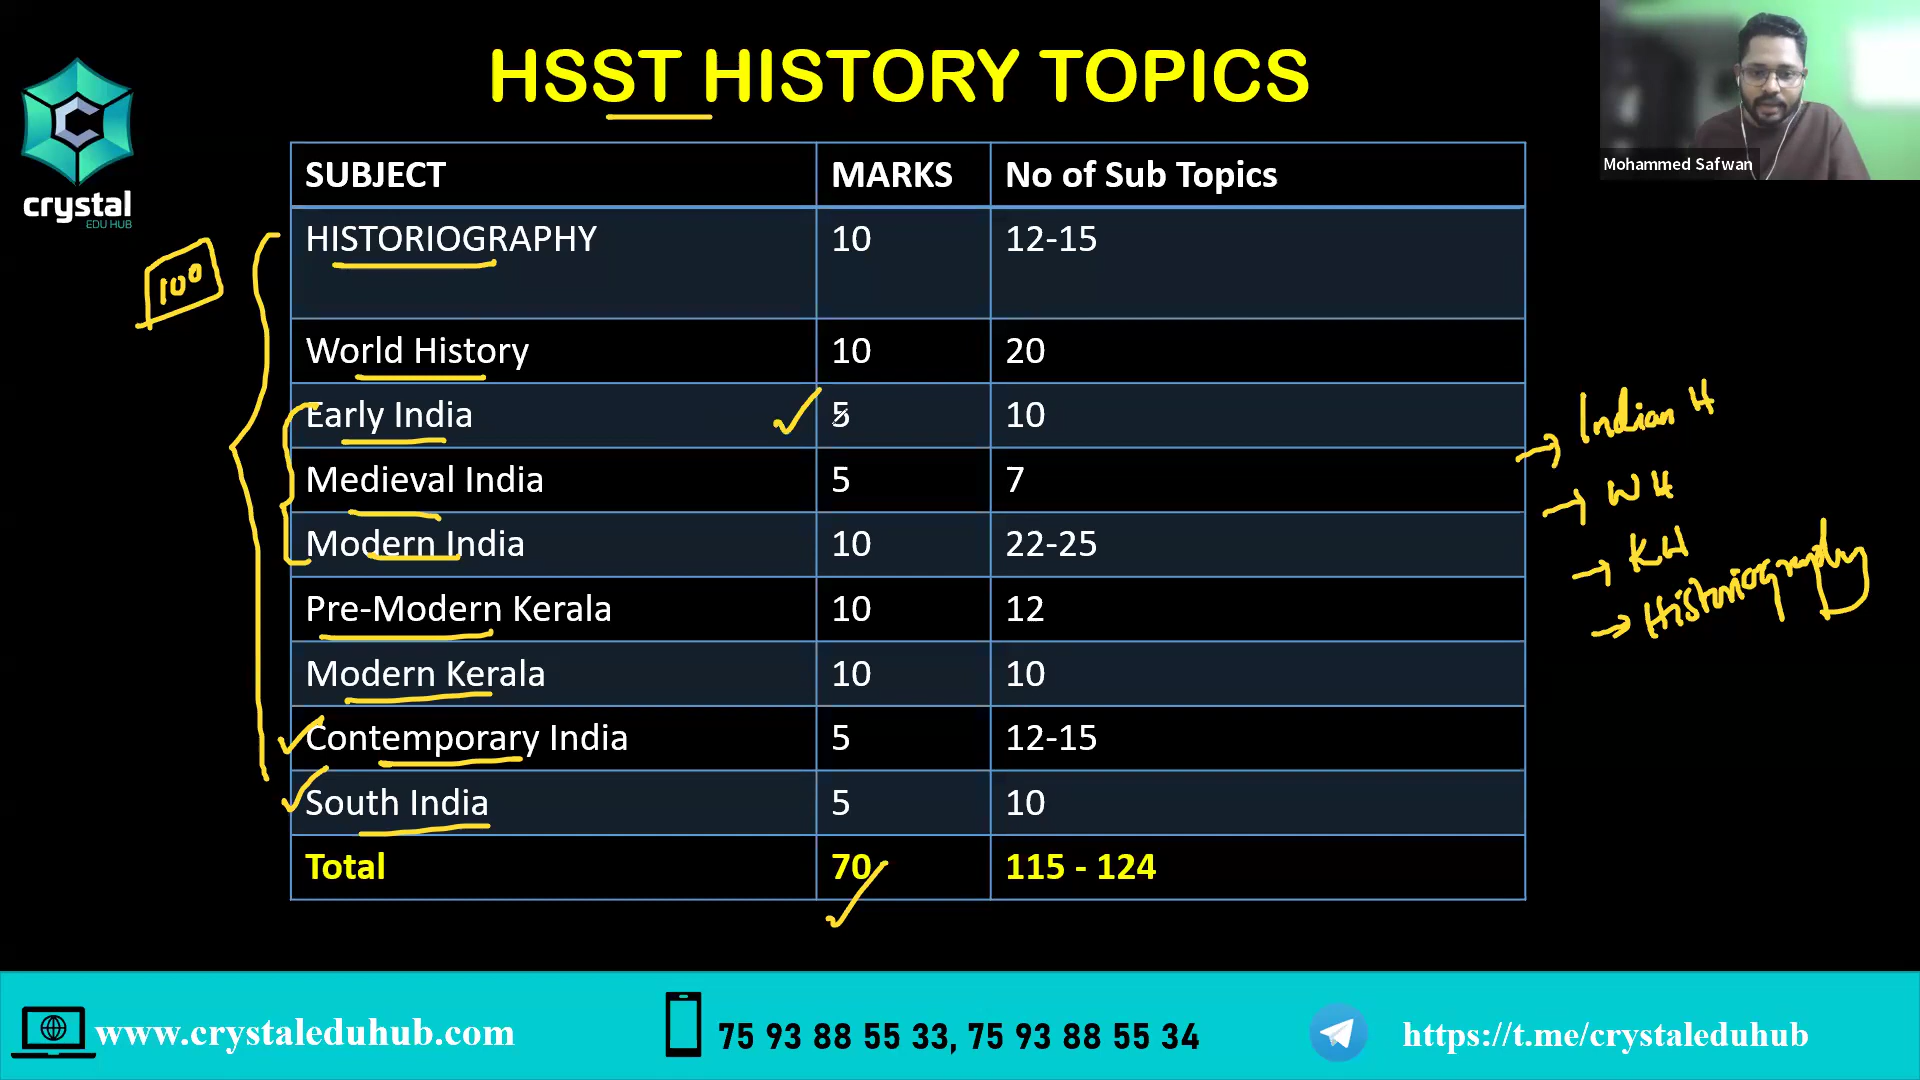 HSST HISTORY TOPICS
Mohammed Safwan
C
crystal
EDU HUB
SUBJECT MARKS No of Sub Topics
HISTORIOGRAPHY 10 12-15
100
World History 10 20
Early India 5 10
Medieval India 5 7
Modern India 10 22-25
Pre-Modern Kerala 10 12
Modern Kerala 10 10
Contemporary India 5 12-15
South India 5 10
Total 70 115 - 124
→ Indian H
→ WH
→ KH
→ Historiography
www.crystaleduhub.com
75 93 88 55 33, 75 93 88 55 34
https://t.me/crystaleduhub